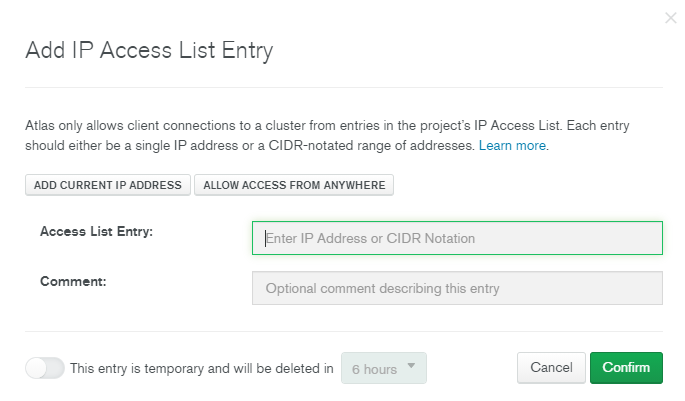 Add IP Access List Entry
Atlas only allows client connections to a cluster from entries in the project's IP Access List. Each entry
should either be a single IP address or a CIDR-notated range of addresses. Learn more.
ADD CURRENT IP ADDRESS ALLOW ACCESS FROM ANYWHERE
Access List Entry: Enter IP Address or CIDR Notation
Comment: Optional comment describing this entry
This entry is temporary and will be deleted in 6 hours Cancel Confirm